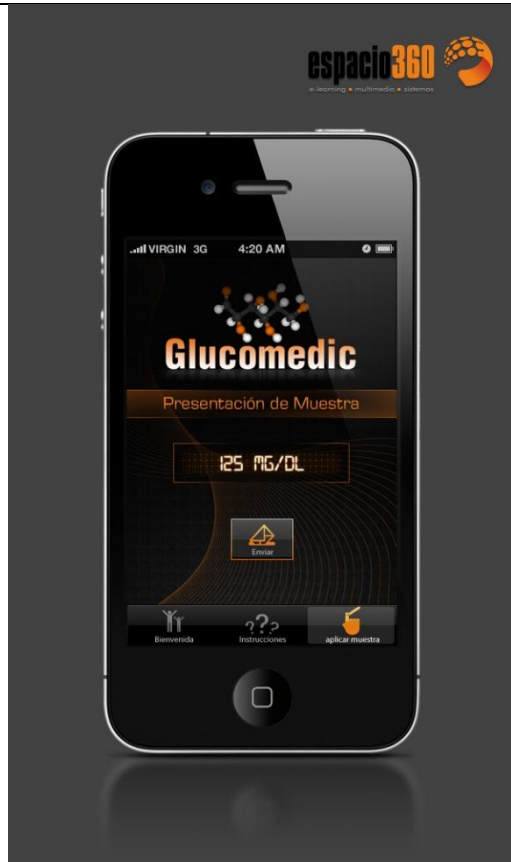 espacio360
e-learning • multimedia • sistemas
VIRGIN 3G 4:20 AM
Glucomedic
Presentación de Muestra
125 MG/DL
Enviar
Bienvenida
???
Instrucciones
aplicar muestra